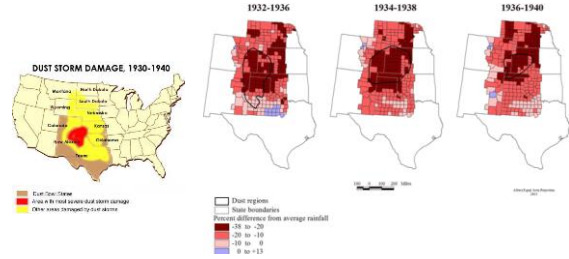 DUST STORM DAMAGE, 1930-1940
Montana
North Dakota
South Dakota
Wyoming
Nebraska
Colorado
Kansas
New Mexico
Oklahoma
Texas
Dust Bowl States
Area with most severe dust storm damage
Other areas damaged by dust storms
1932-1936
1934-1938
1936-1940
Miles
Dust regions
State boundaries
Percent difference from average rainfall
-38 to -20
-20 to -10
-10 to 0
0 to +13